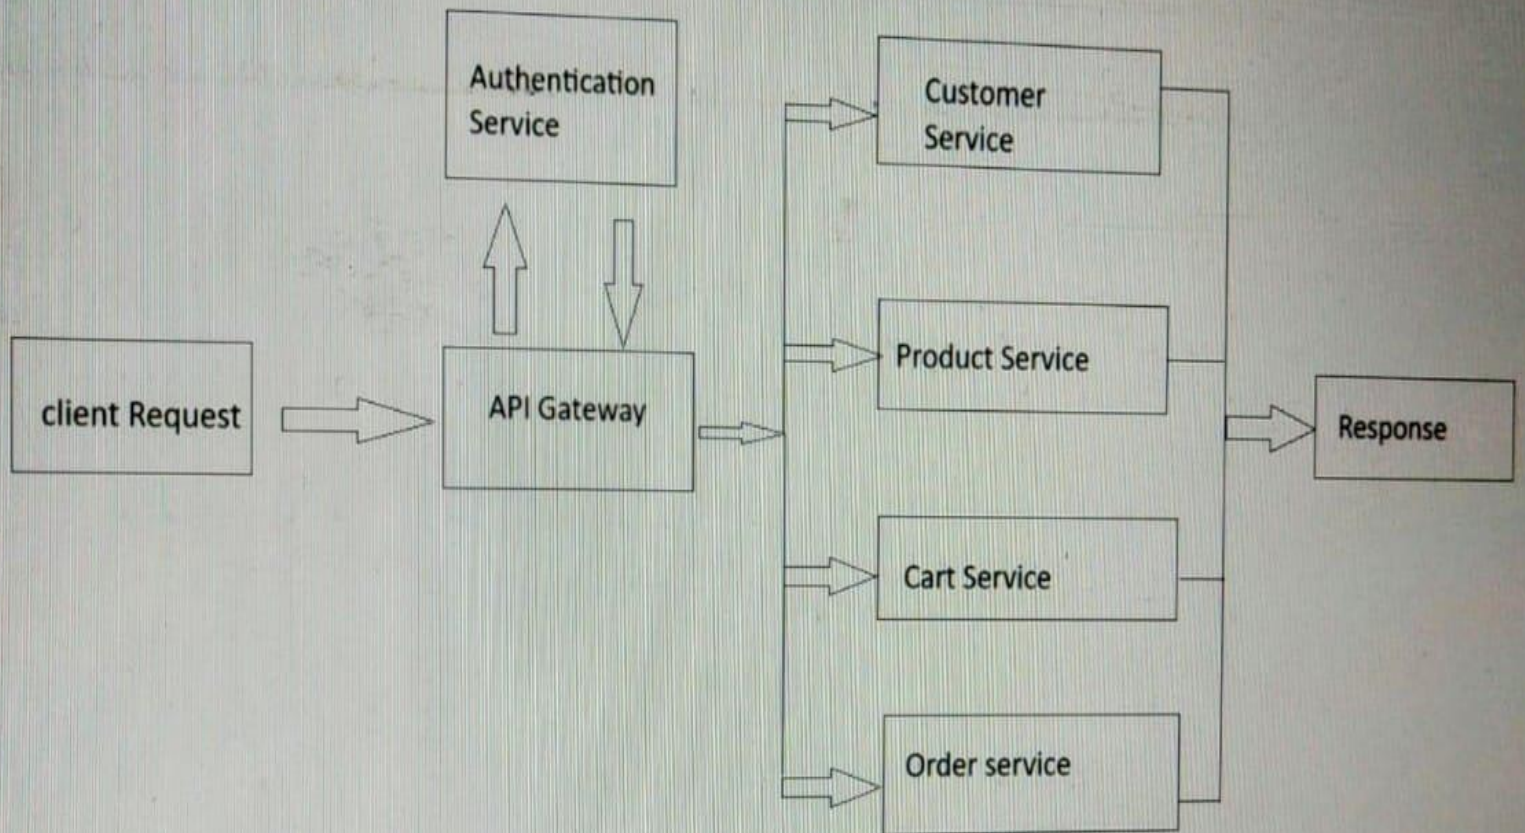 Authentication
Service
Customer
Service
client Request
API Gateway
Product Service
Response
Cart Service
Order service